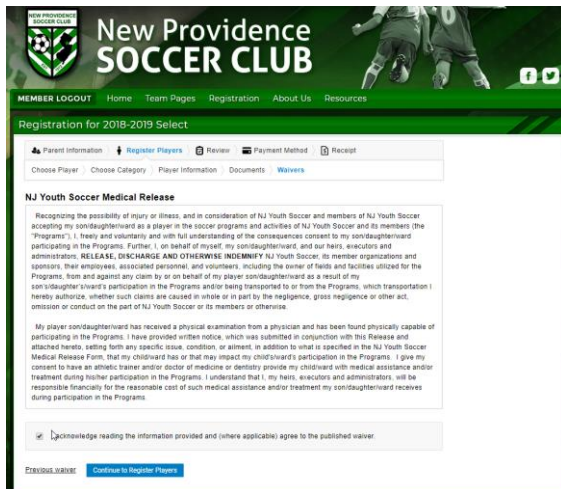 NEW PROVIDENCE
SOCCER CLUB
New Providence
SOCCER CLUB
MEMBER LOGOUT Home Team Pages Registration About Us Resources
Registration for 2018-2019 Select
Parent Information Register Players Review Payment Method Receipt
Choose Player Choose Category Player Information Documents Waivers
NJ Youth Soccer Medical Release
Recognizing the possibility of injury or illness, and in consideration of NJ Youth Soccer and members of NJ Youth Soccer
accepting my son/daughter/ward as a player in the soccer programs and activities of NJ Youth Soccer and its members (the
"Programs"), I, freely and voluntarily and with full understanding of the consequences consent to my son/daughter/ward
participating in the Programs. Further, I, on behalf of myself, my son/daughter/ward, and our heirs, executors and
administrators, RELEASE, DISCHARGE AND OTHERWISE INDEMNIFY NJ Youth Soccer, its member organizations and
sponsors, their employees, associated personnel, and volunteers, including the owner of fields and facilities utilized for the
Programs, from and against any claim by or on behalf of my player son/daughter/ward as a result of my
son's/daughter's/ward's participation in the Programs and/or being transported to or from the Programs, which transportation I
hereby authorize, whether such claims are caused in whole or in part by the negligence, gross negligence or other act,
omission or conduct on the part of NJ Youth Soccer or its members or otherwise.
My player son/daughter/ward has received a physical examination from a physician and has been found physically capable of
participating in the Programs. I have provided written notice, which was submitted in conjunction with this Release and
attached hereto, setting forth any specific issue, condition, or ailment, in addition to what is specified in the NJ Youth Soccer
Medical Release Form, that my child/ward has or that may impact my child's/ward's participation in the Programs. I give my
consent to have an athletic trainer and/or doctor of medicine or dentistry provide my child/ward with medical assistance and/or
treatment during his/her participation in the Programs. I understand that I, my heirs, executors and administrators, will be
responsible financially for the reasonable cost of such medical assistance and/or treatment my son/daughter/ward receives
during participation in the Programs.
acknowledge reading the information provided and (where applicable) agree to the published waiver.
Previous waiver Continue to Register Players